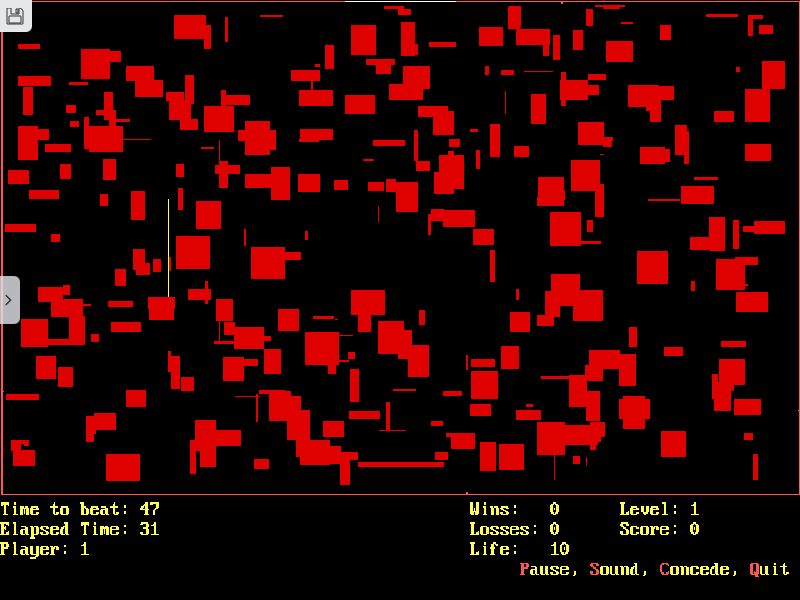 Time to beat: 47
Elapsed Time: 31
Player: 1
Wins: 0
Level: 1
Losses: 0
Score: 0
Life: 10
Pause, Sound, Concede, Quit